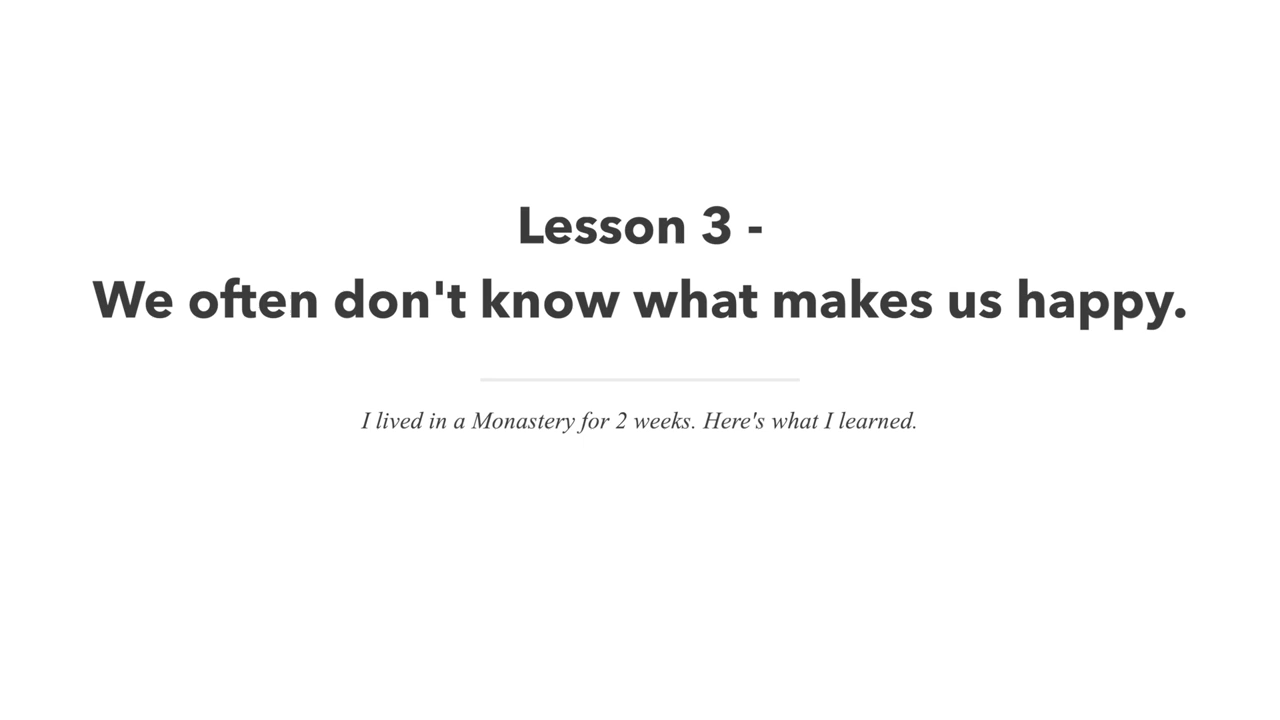 Lesson 3 -
We often don't know what makes us happy.
I lived in a Monastery for 2 weeks. Here's what I learned.